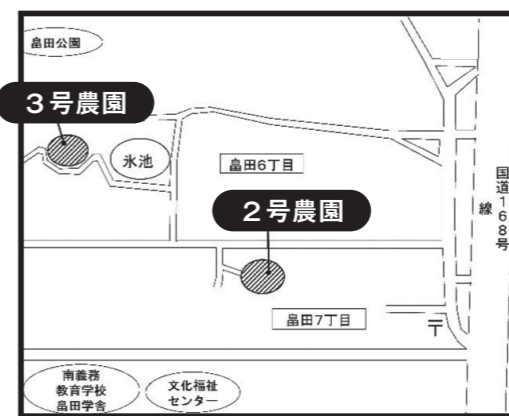 畠田公園
3号農園
氷池
畠田6丁目
国道168号線
2号農園
畠田7丁目
〒
南義務
教育学校
畠田学舎
文化福祉
センター